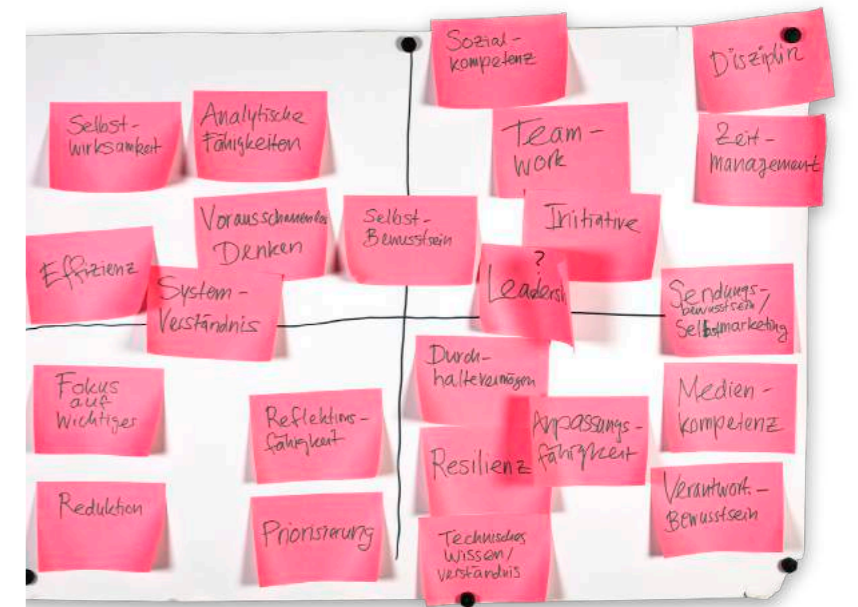 Sozial-
kompetenz
Disziplin
Selbst-
wirksamkeit
Analytische
Fähigkeiten
Team-
work
Zeit-
management
Vorausschauendes
Denken
Selbst-
Bewusstsein
Initiative
Effizienz
System-
Verständnis
?
Leadersh
Sendungs-
bewusstsein/
Selbstmarketing
Fokus
auf
Wichtiges
Reflektions-
fähigkeit
Durch-
haltevermögen
Medien-
kompetenz
Resilienz
Anpassungs-
fähigkeit
Reduktion
Priorisierung
Technisches
Wissen/
verständnis
Verantwort.-
Bewusstsein